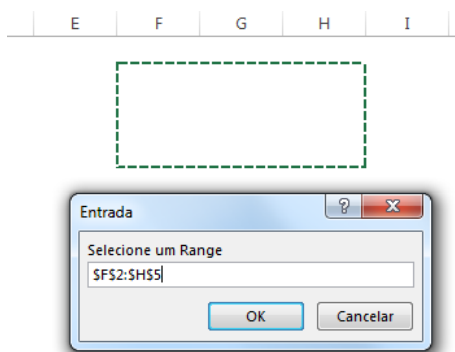 E F G H I
Entrada
Selecione um Range
$F$2:$H$5
OK Cancelar